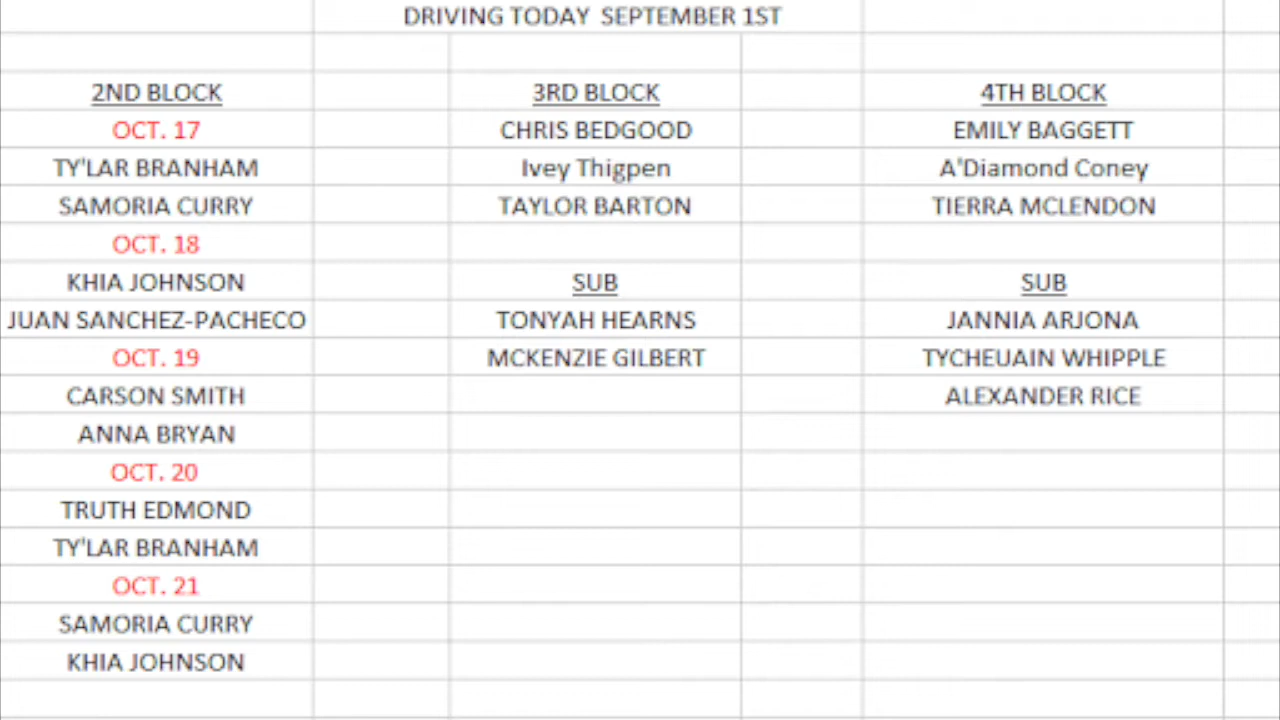 DRIVING TODAY SEPTEMBER 1ST
2ND BLOCK 3RD BLOCK 4TH BLOCK
OCT. 17 CHRIS BEDGOOD EMILY BAGGETT
TY'LAR BRANHAM Ivey Thigpen A'Diamond Coney
SAMORIA CURRY TAYLOR BARTON TIERRA MCLENDON
OCT. 18
KHIA JOHNSON SUB SUB
JUAN SANCHEZ-PACHECO TONYAH HEARNS JANNIA ARJONA
OCT. 19 MCKENZIE GILBERT TYCHEUAIN WHIPPLE
CARSON SMITH ALEXANDER RICE
ANNA BRYAN
OCT. 20
TRUTH EDMOND
TY'LAR BRANHAM
OCT. 21
SAMORIA CURRY
KHIA JOHNSON